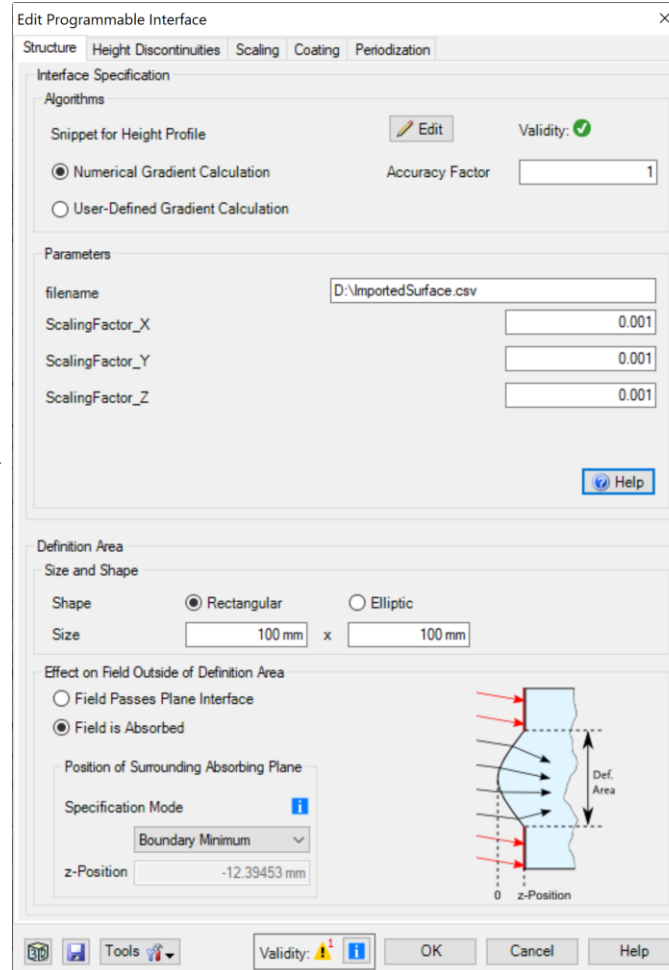 Edit Programmable Interface
Structure Height Discontinuities Scaling Coating Periodization
Interface Specification
Algorithms
Snippet for Height Profile Edit Validity:
Numerical Gradient Calculation Accuracy Factor 1
User-Defined Gradient Calculation
Parameters
filename D:\ImportedSurface.csv
ScalingFactor_X 0.001
ScalingFactor_Y 0.001
ScalingFactor_Z 0.001
Help
Definition Area
Size and Shape
Shape Rectangular Elliptic
Size 100 mm x 100 mm
Effect on Field Outside of Definition Area
Field Passes Plane Interface
Field is Absorbed
Position of Surrounding Absorbing Plane
Specification Mode
Boundary Minimum
z-Position -12.39453 mm
Def.
Area
0 z-Position
3D Tools Validity: 1 OK Cancel Help